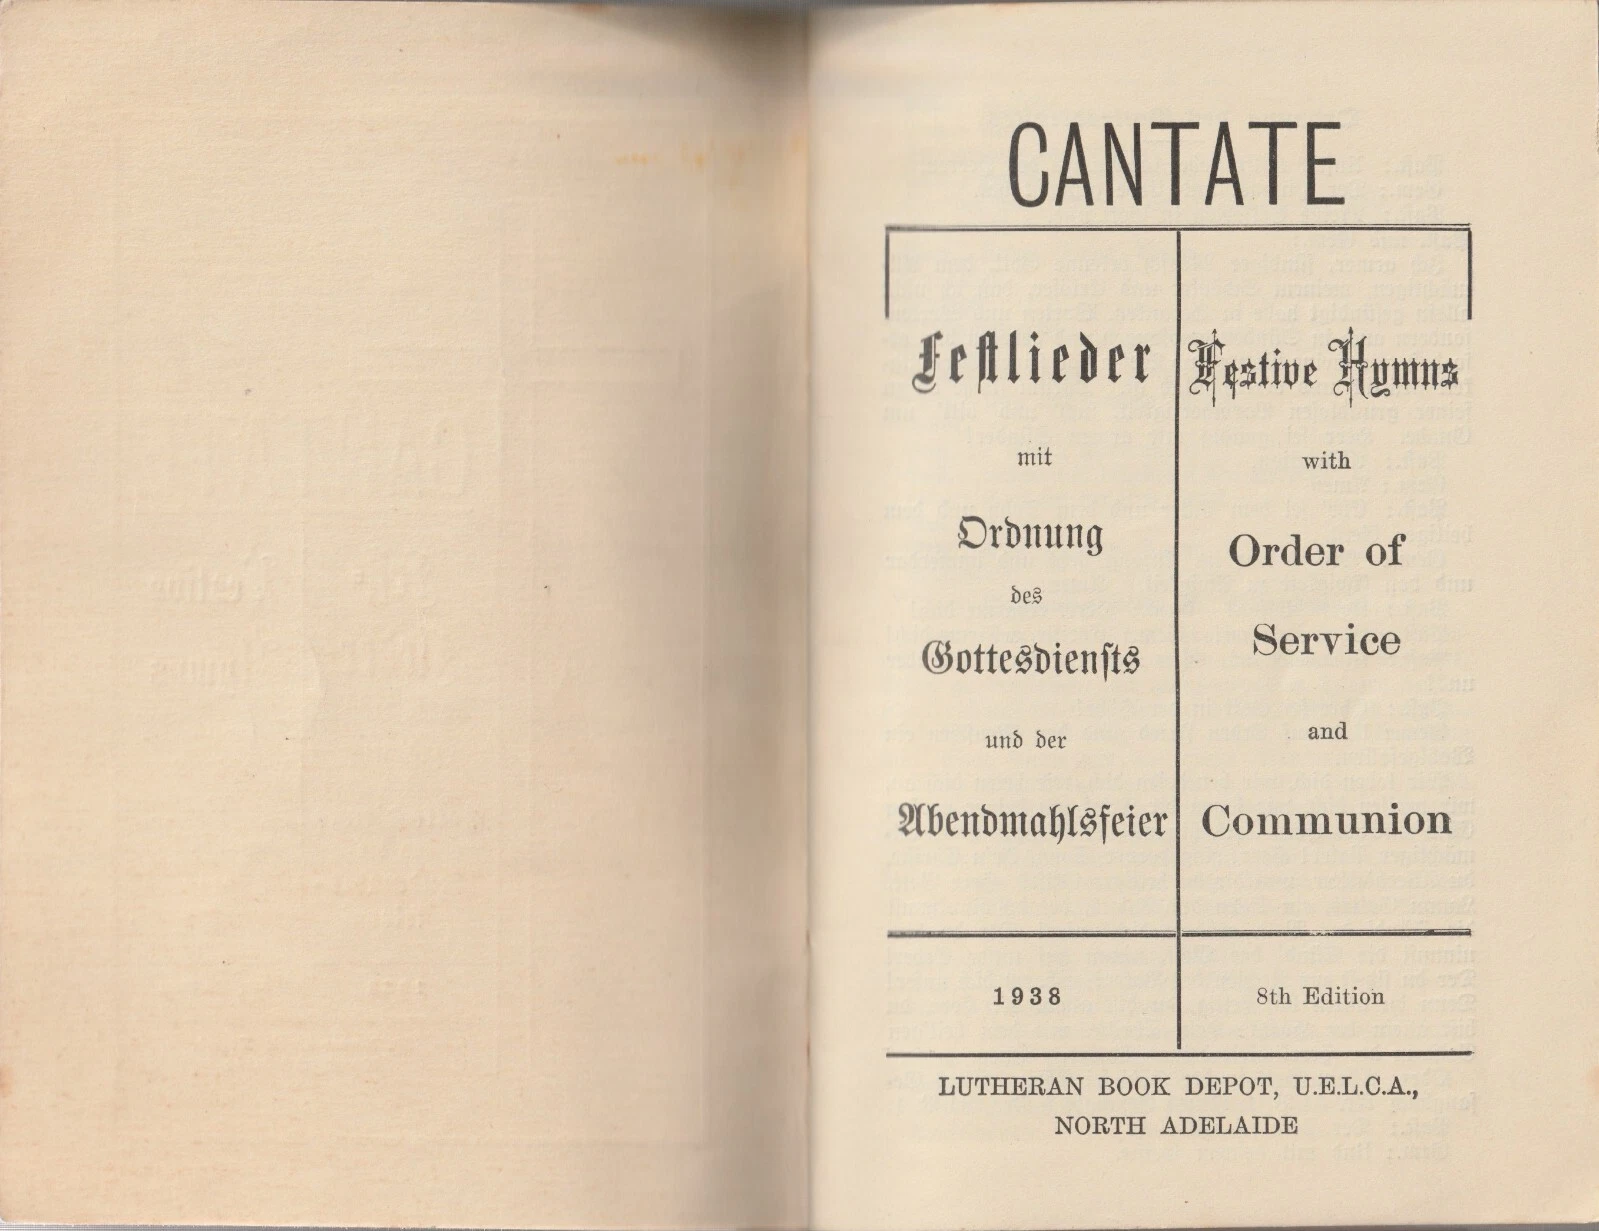 CANTATE
Festlieder
mit
Ordnung
des
Gottesdiensts
und der
Abendmahlsfeier
Festive Hymns
with
Order of
Service
and
Communion
1938
8th Edition
LUTHERAN BOOK DEPOT, U.E.L.C.A.,
NORTH ADELAIDE